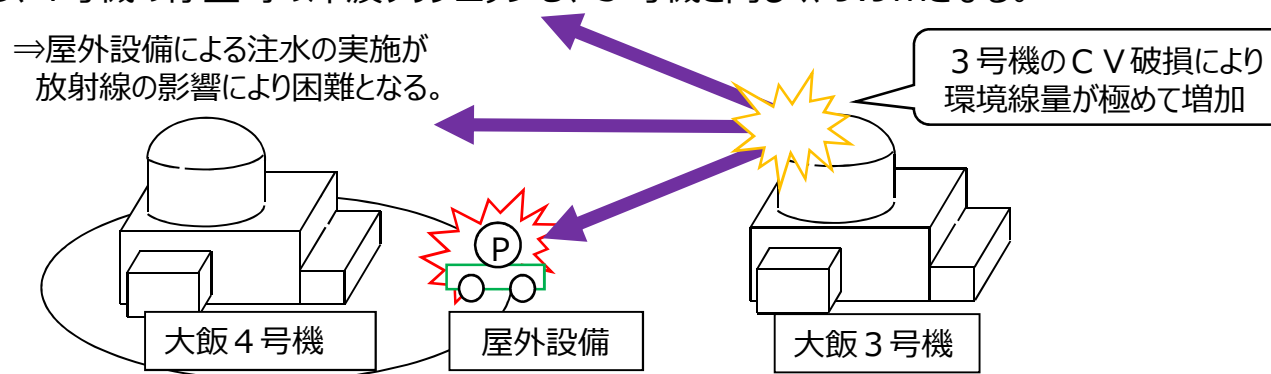 ⇒屋外設備による注水の実施が
放射線の影響により困難となる。
3号機のCV破損により
環境線量が極めて増加
P
大飯4号機
屋外設備
大飯3号機